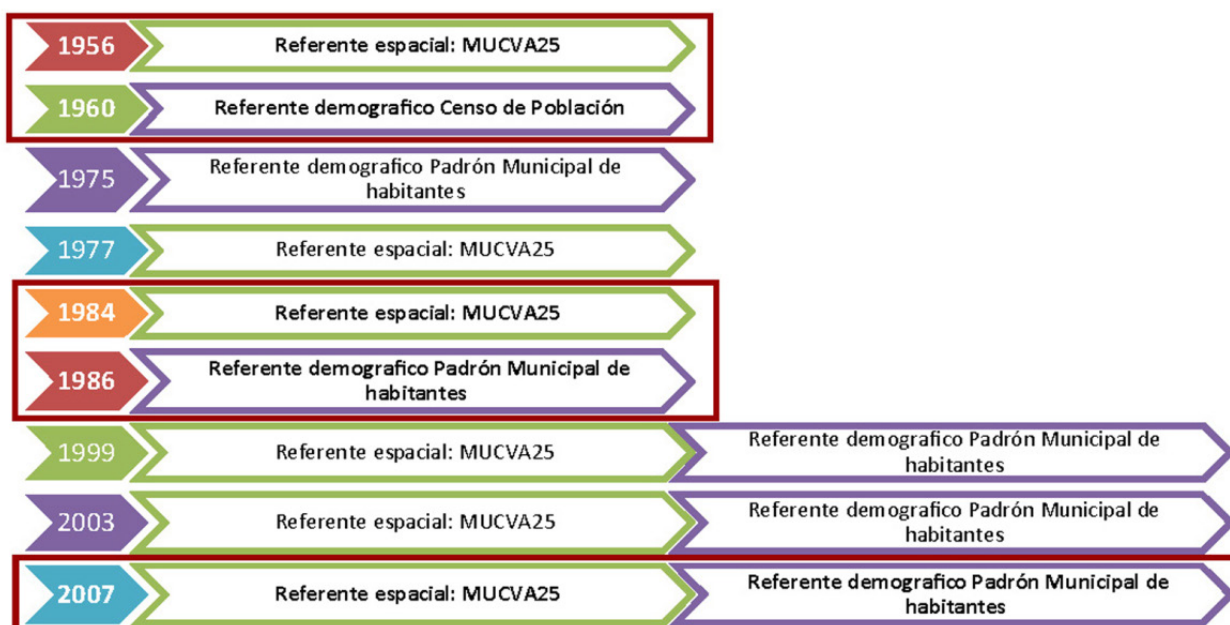 1956
Referente espacial: MUCVA25
1960
Referente demografico Censo de Población
1975
Referente demografico Padrón Municipal de
habitantes
1977
Referente espacial: MUCVA25
1984
Referente espacial: MUCVA25
1986
Referente demografico Padrón Municipal de
habitantes
1999
Referente espacial: MUCVA25
Referente demografico Padrón Municipal de
habitantes
2003
Referente espacial: MUCVA25
Referente demografico Padrón Municipal de
habitantes
2007
Referente espacial: MUCVA25
Referente demografico Padrón Municipal de
habitantes